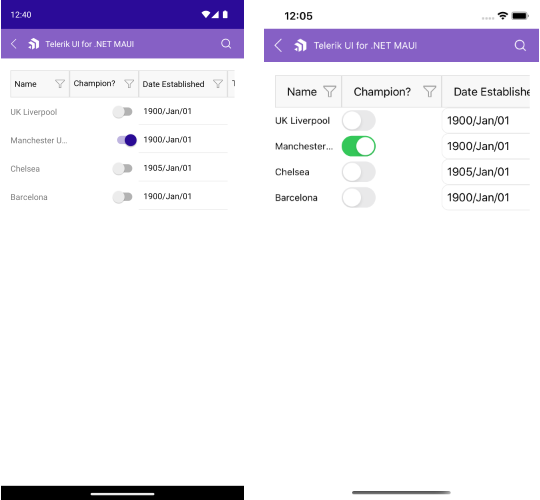 12:40
Telerik UI for .NET MAUI
Name Champion? Date Established T
UK Liverpool 1900/Jan/01
Manchester U... 1900/Jan/01
Chelsea 1905/Jan/01
Barcelona 1900/Jan/01
12:05
Telerik UI for .NET MAUI
Name Champion? Date Establishe
UK Liverpool 1900/Jan/01
Manchester... 1900/Jan/01
Chelsea 1905/Jan/01
Barcelona 1900/Jan/01